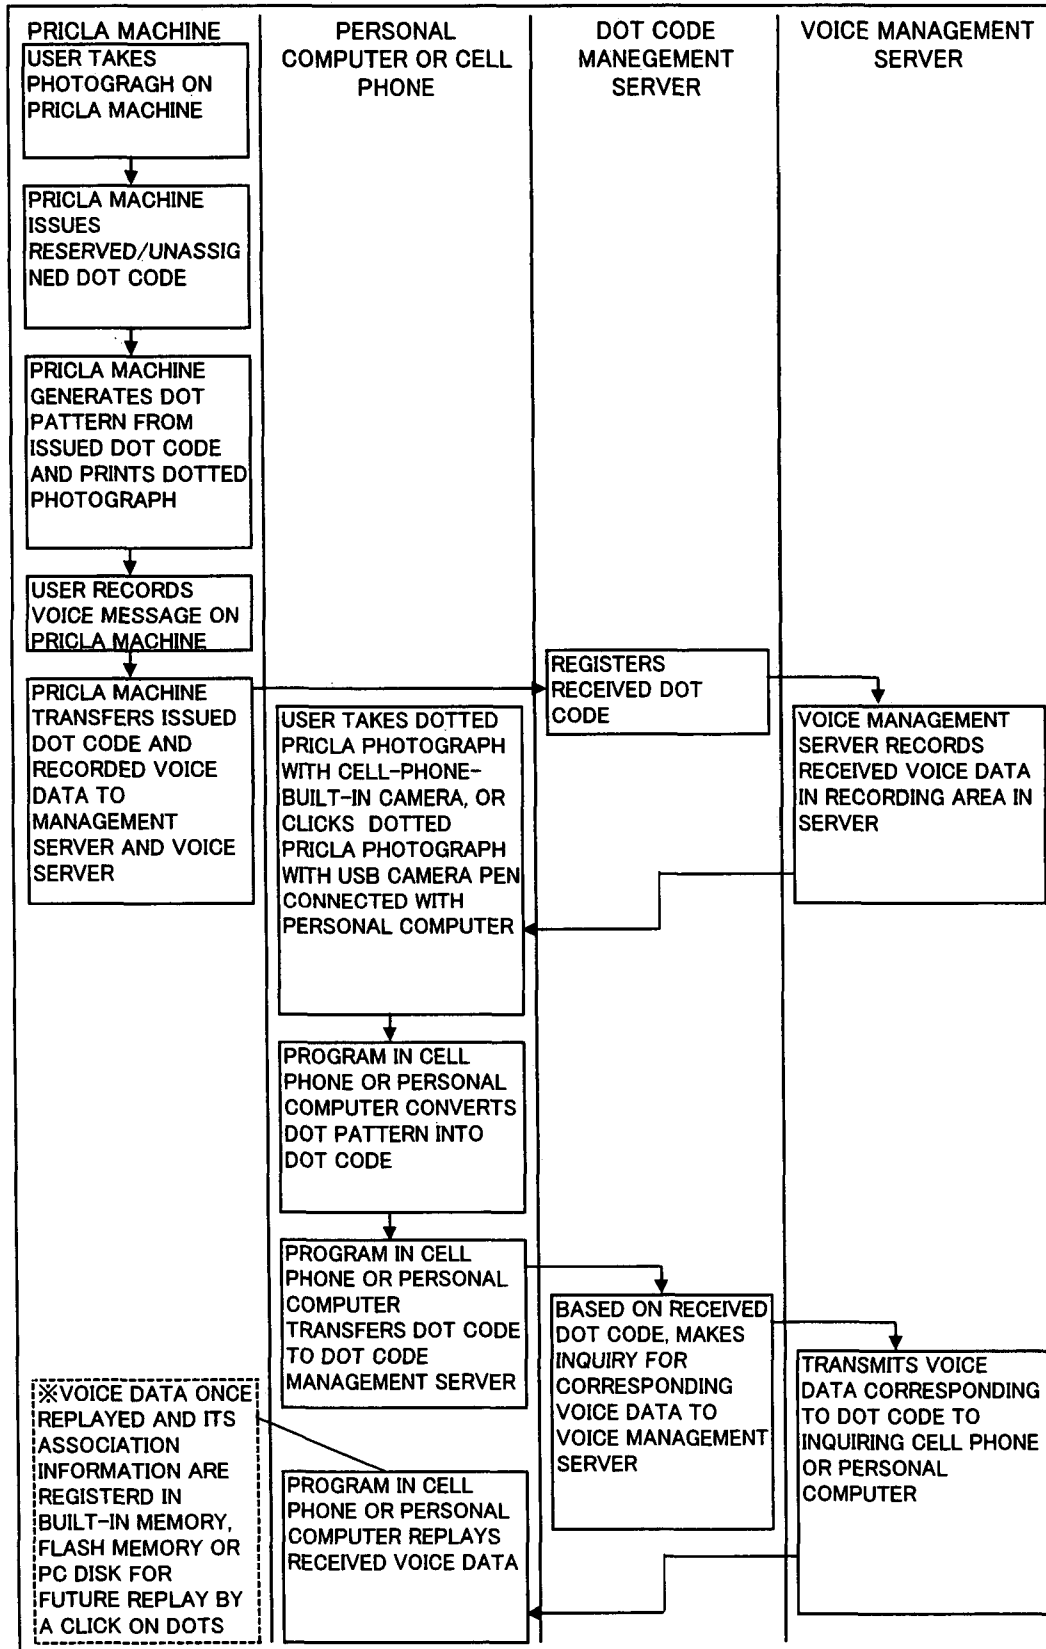 PRICLA MACHINE
USER TAKES
PHOTOGRAGH ON
PRICLA MACHINE
PRICLA MACHINE
ISSUES
RESERVED/UNASSIG
NED DOT CODE
PRICLA MACHINE
GENERATES DOT
PATTERN FROM
ISSUED DOT CODE
AND PRINTS DOTTED
PHOTOGRAPH
USER RECORDS
VOICE MESSAGE ON
PRICLA MACHINE
PRICLA MACHINE
TRANSFERS ISSUED
DOT CODE AND
RECORDED VOICE
DATA TO
MANAGEMENT
SERVER AND VOICE
SERVER
※VOICE DATA ONCE
REPLAYED AND ITS
ASSOCIATION
INFORMATION ARE
REGISTERD IN
BUILT-IN MEMORY,
FLASH MEMORY OR
PC DISK FOR
FUTURE REPLAY BY
A CLICK ON DOTS
PERSONAL
COMPUTER OR CELL
PHONE
USER TAKES DOTTED
PRICLA PHOTOGRAPH
WITH CELL-PHONE-
BUILT-IN CAMERA, OR
CLICKS DOTTED
PRICLA PHOTOGRAPH
WITH USB CAMERA PEN
CONNECTED WITH
PERSONAL COMPUTER
PROGRAM IN CELL
PHONE OR PERSONAL
COMPUTER CONVERTS
DOT PATTERN INTO
DOT CODE
PROGRAM IN CELL
PHONE OR PERSONAL
COMPUTER
TRANSFERS DOT CODE
TO DOT CODE
MANAGEMENT SERVER
PROGRAM IN CELL
PHONE OR PERSONAL
COMPUTER REPLAYS
RECEIVED VOICE DATA
DOT CODE
MANEGEMENT
SERVER
REGISTERS
RECEIVED DOT
CODE
BASED ON RECEIVED
DOT CODE, MAKES
INQUIRY FOR
CORRESPONDING
VOICE DATA TO
VOICE MANAGEMENT
SERVER
VOICE MANAGEMENT
SERVER
VOICE MANAGEMENT
SERVER RECORDS
RECEIVED VOICE DATA
IN RECORDING AREA IN
SERVER
TRANSMITS VOICE
DATA CORRESPONDING
TO DOT CODE TO
INQUIRING CELL PHONE
OR PERSONAL
COMPUTER